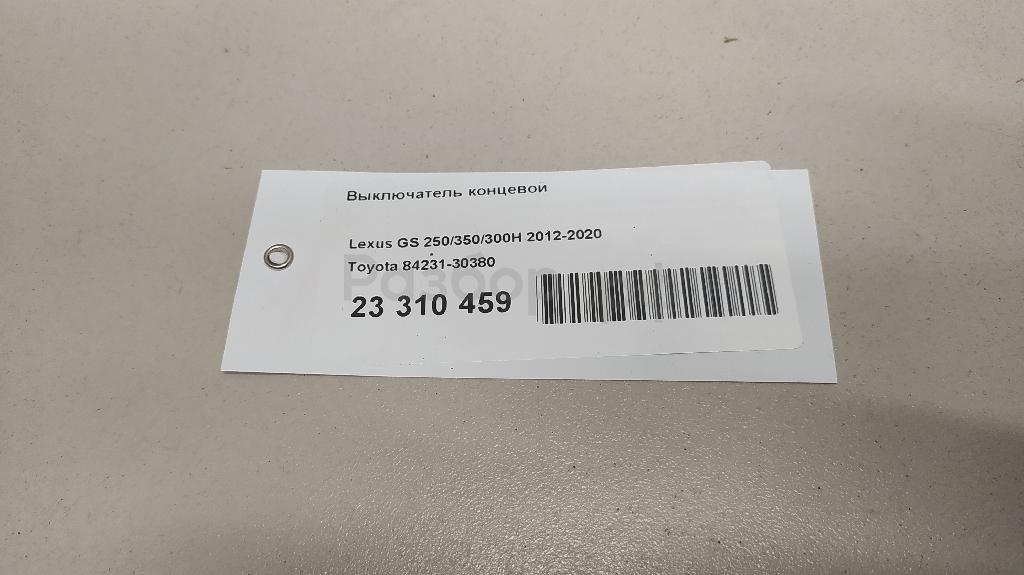 Выключатель концевой
Lexus GS 250/350/300H 2012-2020
Toyota 84231-30380
23 310 459